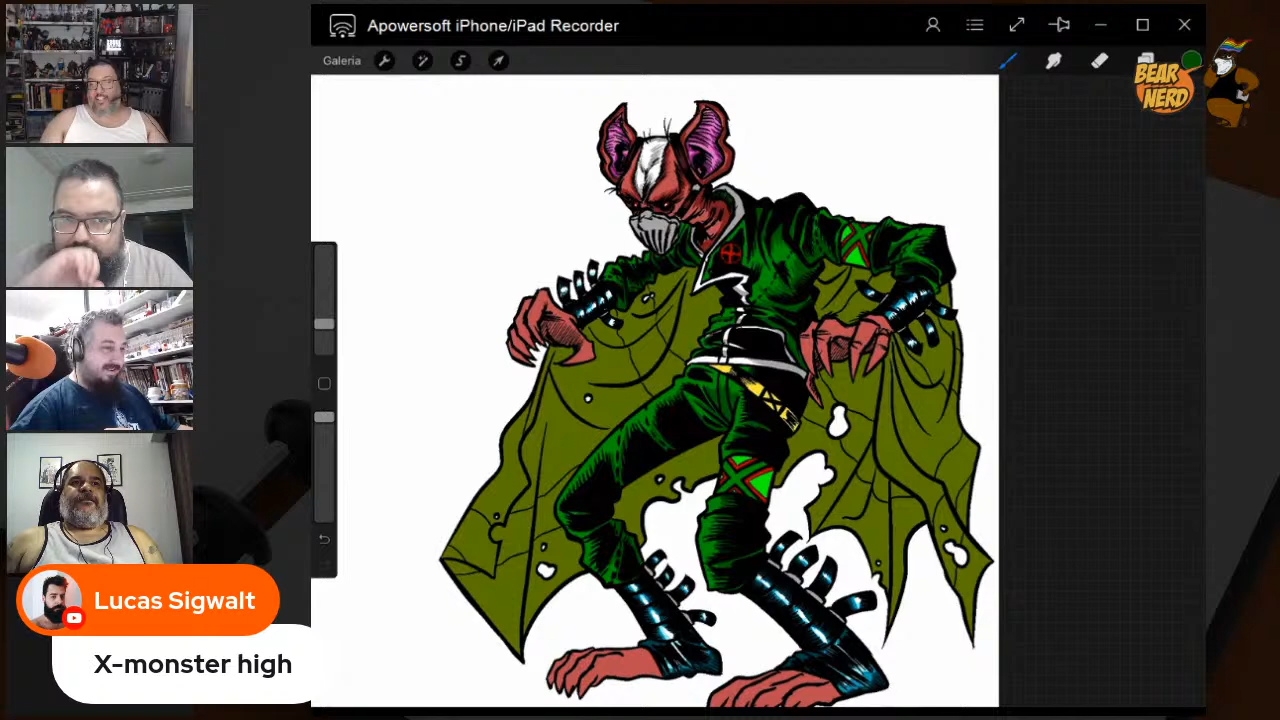 Apowersoft iPhone/iPad Recorder
Galeria
BEAR
NERD
Lucas Sigwalt
X-monster high